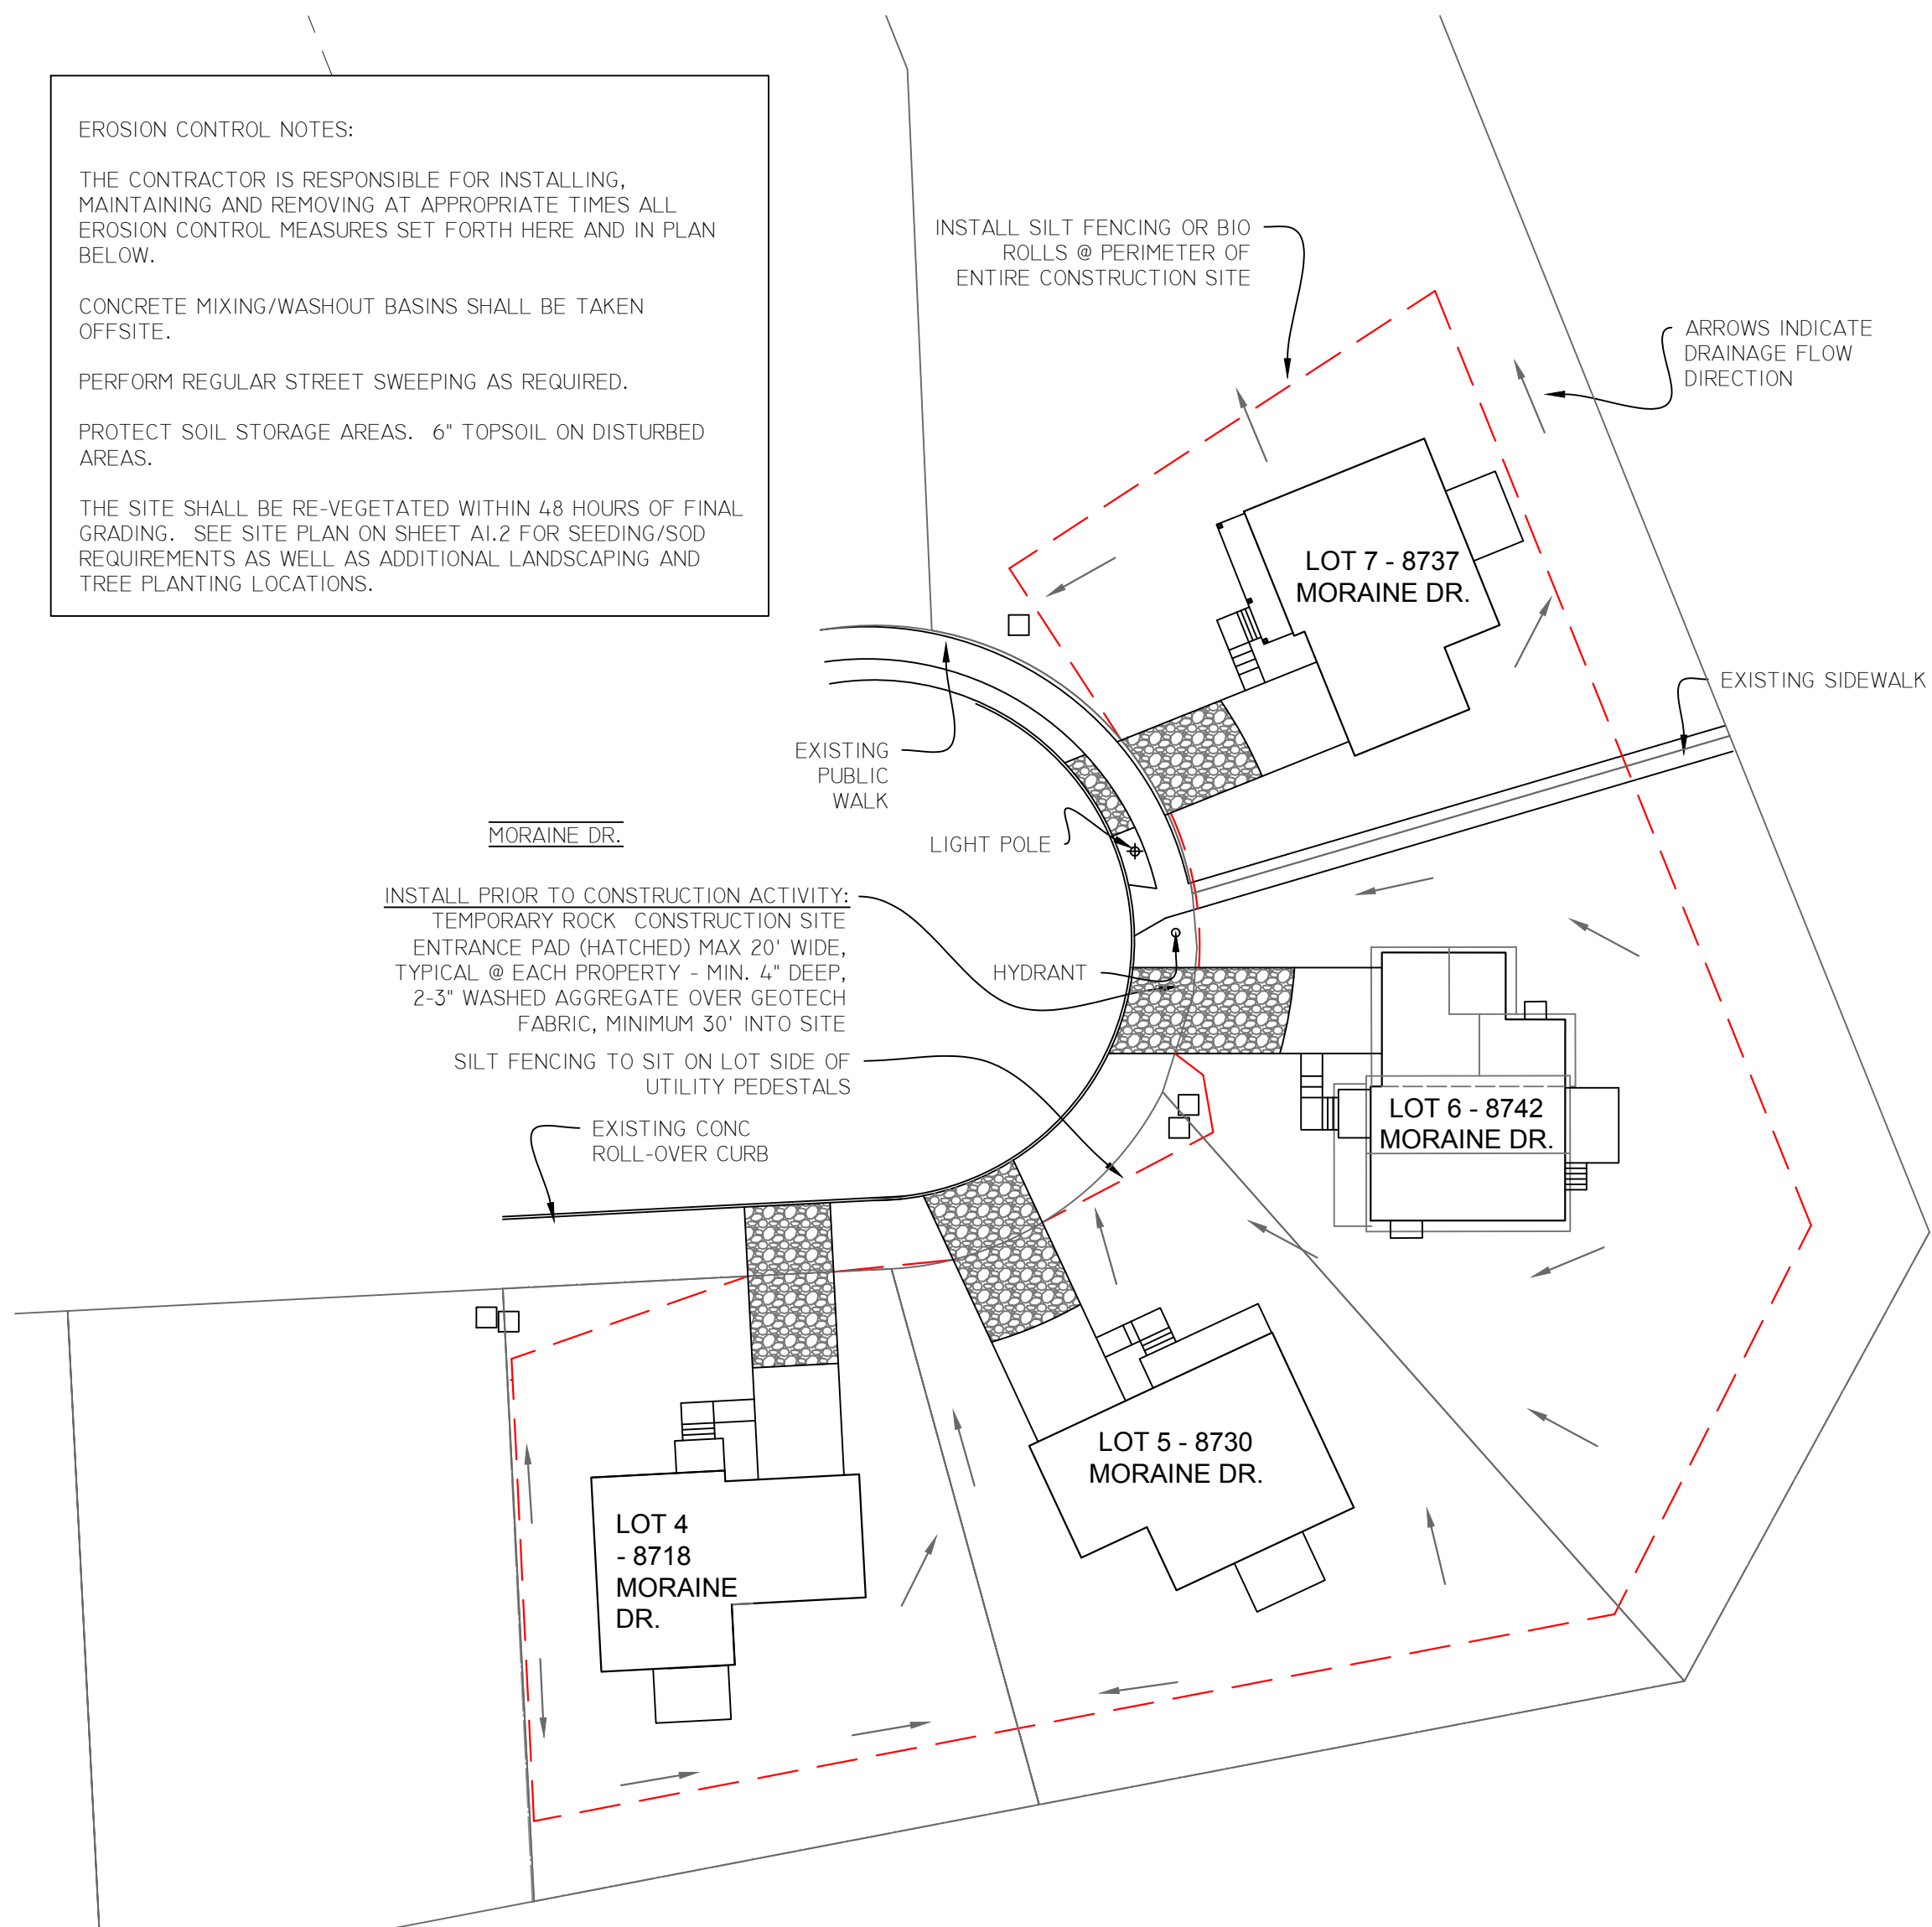 EROSION CONTROL NOTES:
THE CONTRACTOR IS RESPONSIBLE FOR INSTALLING,
MAINTAINING AND REMOVING AT APPROPRIATE TIMES ALL
EROSION CONTROL MEASURES SET FORTH HERE AND IN PLAN
BELOW.
CONCRETE MIXING/WASHOUT BASINS SHALL BE TAKEN
OFFSITE.
PERFORM REGULAR STREET SWEEPING AS REQUIRED.
PROTECT SOIL STORAGE AREAS. 6" TOPSOIL ON DISTURBED
AREAS.
THE SITE SHALL BE RE-VEGETATED WITHIN 48 HOURS OF FINAL
GRADING. SEE SITE PLAN ON SHEET A1.2 FOR SEEDING/SOD
REQUIREMENTS AS WELL AS ADDITIONAL LANDSCAPING AND
TREE PLANTING LOCATIONS.
INSTALL SILT FENCING OR BIO
ROLLS @ PERIMETER OF
ENTIRE CONSTRUCTION SITE
ARROWS INDICATE
DRAINAGE FLOW
DIRECTION
LOT 7 - 8737
MORAINE DR.
EXISTING SIDEWALK
EXISTING
PUBLIC
WALK
MORAINE DR.
LIGHT POLE
INSTALL PRIOR TO CONSTRUCTION ACTIVITY:
TEMPORARY ROCK CONSTRUCTION SITE
ENTRANCE PAD (HATCHED) MAX 20' WIDE,
TYPICAL @ EACH PROPERTY - MIN. 4" DEEP,
2-3" WASHED AGGREGATE OVER GEOTECH
FABRIC, MINIMUM 30' INTO SITE
HYDRANT
SILT FENCING TO SIT ON LOT SIDE OF
UTILITY PEDESTALS
EXISTING CONC
ROLL-OVER CURB
LOT 6 - 8742
MORAINE DR.
LOT 5 - 8730
MORAINE DR.
LOT 4
- 8718
MORAINE
DR.